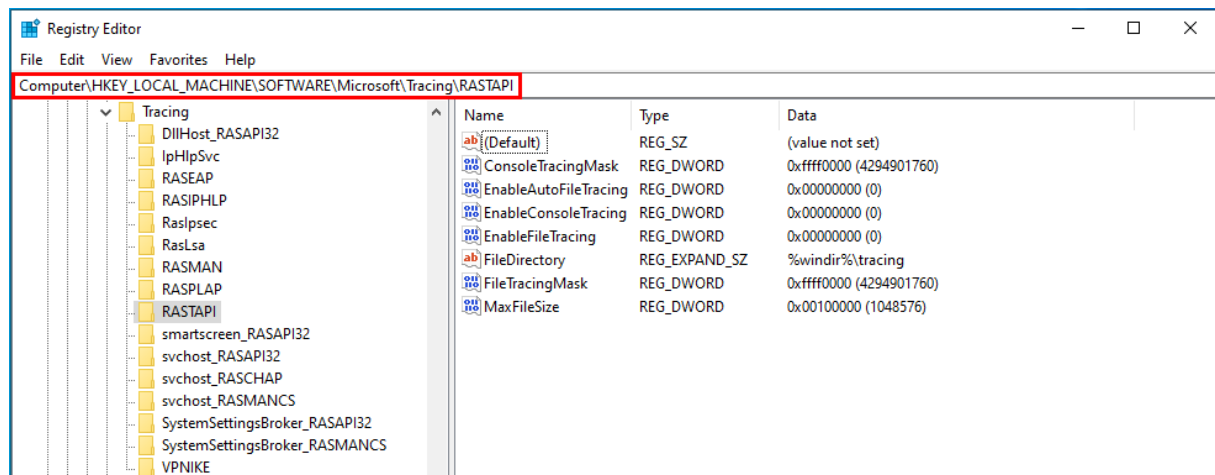 Registry Editor
File Edit View Favorites Help
Computer\HKEY_LOCAL_MACHINE\SOFTWARE\Microsoft\Tracing\RASTAPI
Tracing
DllHost_RASAPI32
IpHlpSvc
RASEAP
RASIPHLP
RasIpsec
RasLsa
RASMAN
RASPLAP
RASTAPI
smartscreen_RASAPI32
svchost_RASAPI32
svchost_RASCHAP
svchost_RASMANCS
SystemSettingsBroker_RASAPI32
SystemSettingsBroker_RASMANCS
VPNIKE
Name Type Data
(Default) REG_SZ (value not set)
ConsoleTracingMask REG_DWORD 0xffff0000 (4294901760)
EnableAutoFileTracing REG_DWORD 0x00000000 (0)
EnableConsoleTracing REG_DWORD 0x00000000 (0)
EnableFileTracing REG_DWORD 0x00000000 (0)
FileDirectory REG_EXPAND_SZ %windir%\tracing
FileTracingMask REG_DWORD 0xffff0000 (4294901760)
MaxFileSize REG_DWORD 0x00100000 (1048576)